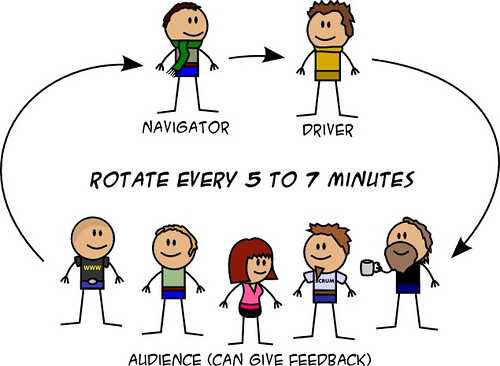 NAVIGATOR
DRIVER
ROTATE EVERY 5 TO 7 MINUTES
WWW
SCRUM
AUDIENCE (CAN GIVE FEEDBACK)